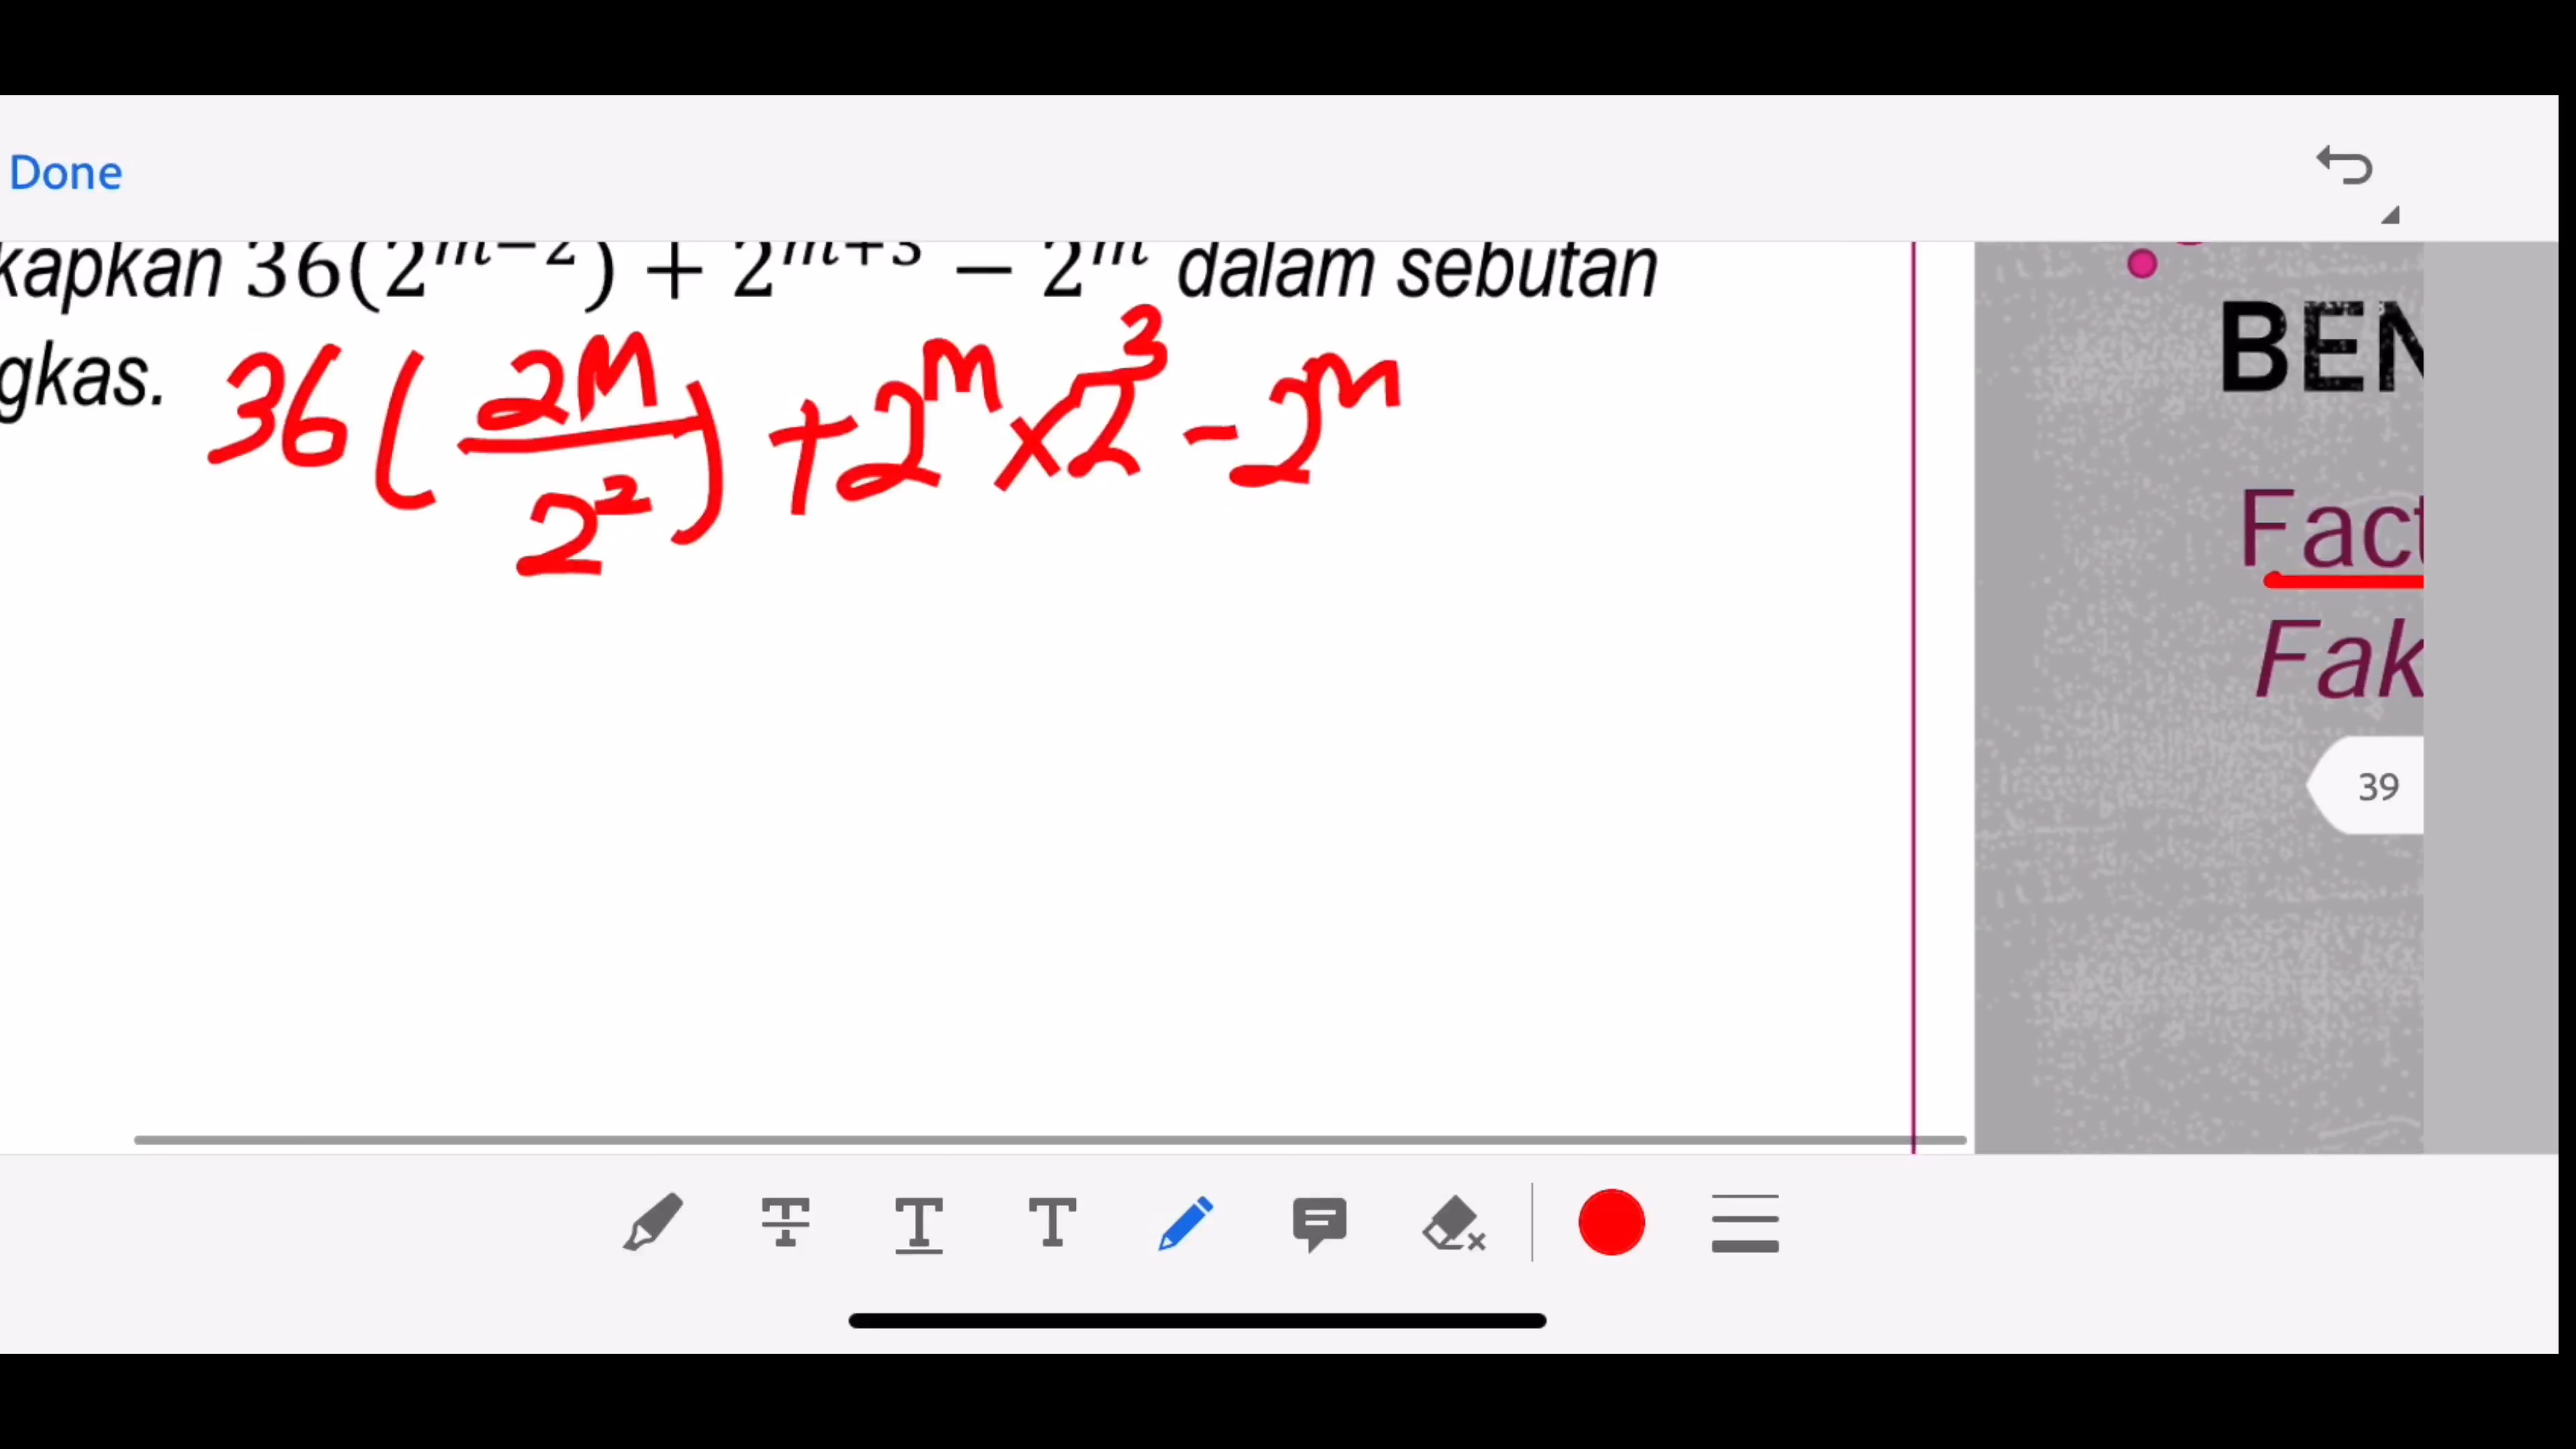 Done
kapkan 36(2^{m-2}) + 2^{m+3} − 2^m dalam sebutan
gkas.
36 ( 2^m / 2^2 ) + 2^m × 2^3 - 2^m
BEN
Fact
Fak
39